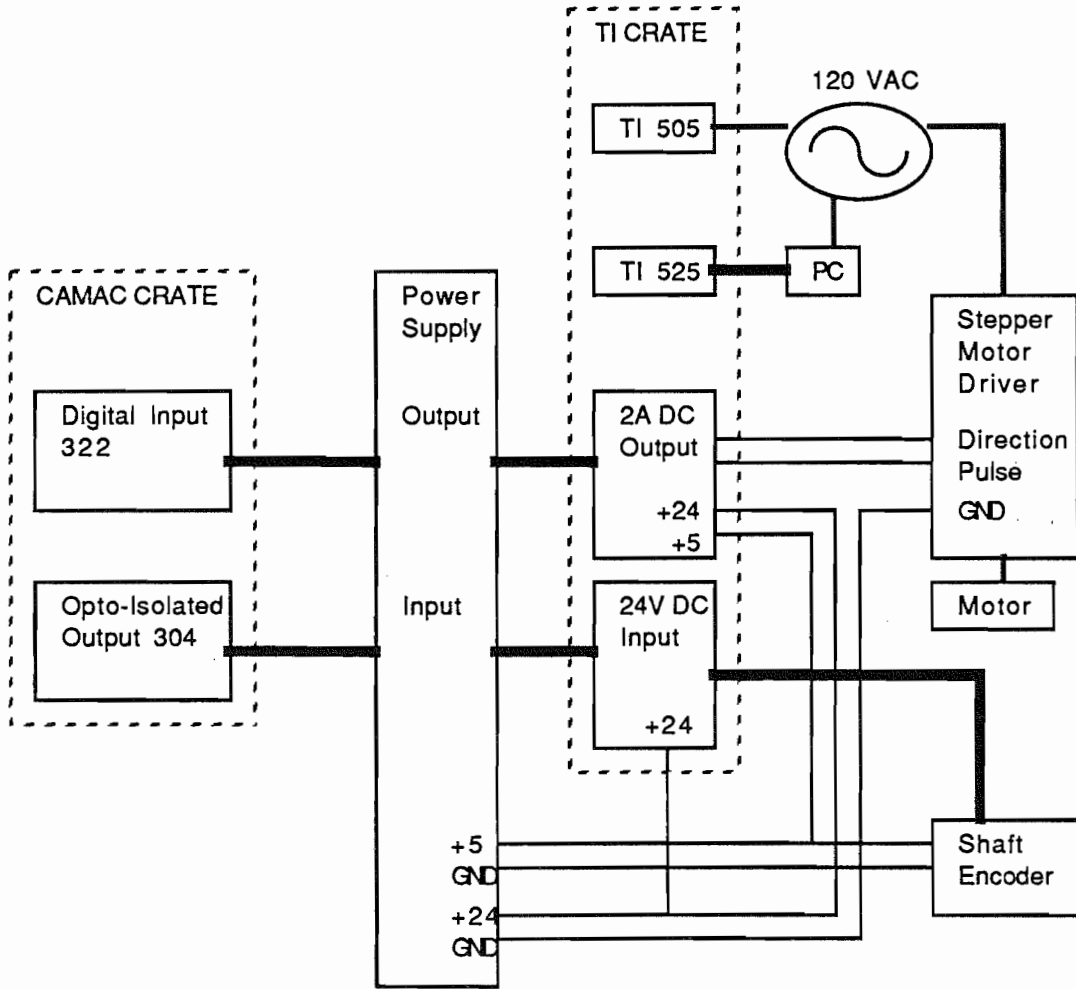 TI CRATE
120 VAC
TI 505
TI 525
PC
CAMAC CRATE
Digital Input
322
Opto-Isolated
Output 304
Power
Supply
Output
Input
2A DC
Output
+24
+5
24V DC
Input
+24
Stepper
Motor
Driver
Direction
Pulse
GND
Motor
Shaft
Encoder
+5
GND
+24
GND